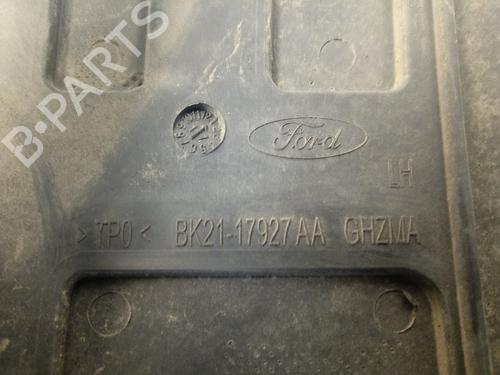 B-PARTS
Ford
LH
>TPO< BK21-17927AA GHZMA